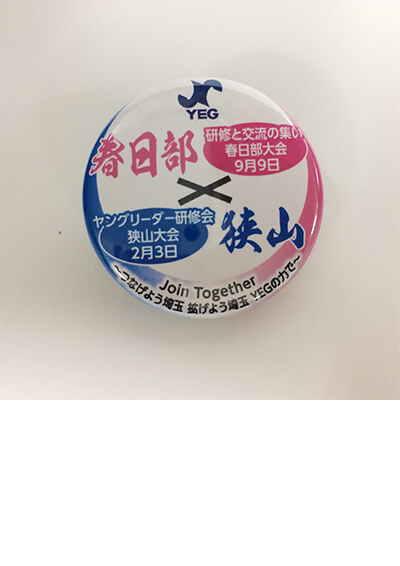 YEG
春日部
研修と交流の集い
春日部大会
9月9日
×
ヤングリーダー研修会
狭山大会
2月3日
狭山
Join Together
～つなげよう埼玉 拡げよう埼玉 YEGの力で～